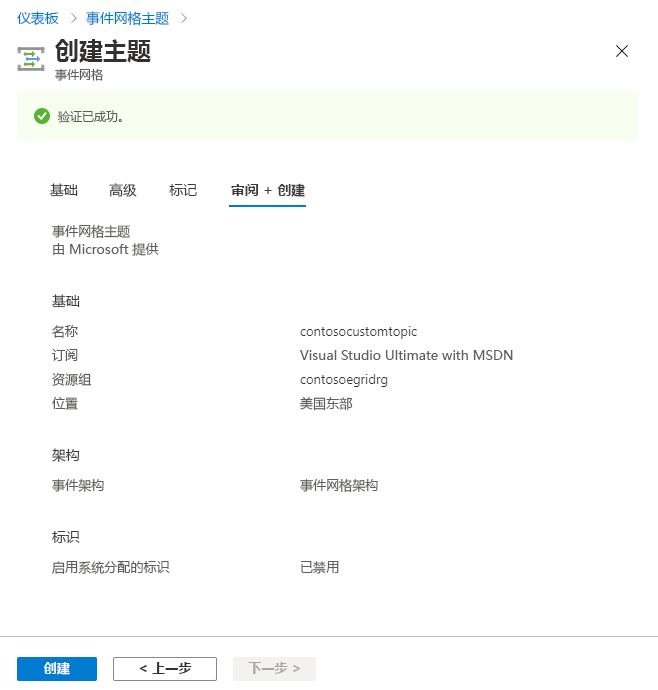 仪表板 > 事件网格主题 >
创建主题
事件网格
验证已成功。
基础 高级 标记 审阅 + 创建
事件网格主题
由 Microsoft 提供
基础
名称 contosocustomtopic
订阅 Visual Studio Ultimate with MSDN
资源组 contosoegridrg
位置 美国东部
架构
事件架构 事件网格架构
标识
启用系统分配的标识 已禁用
创建 < 上一步 下一步 >